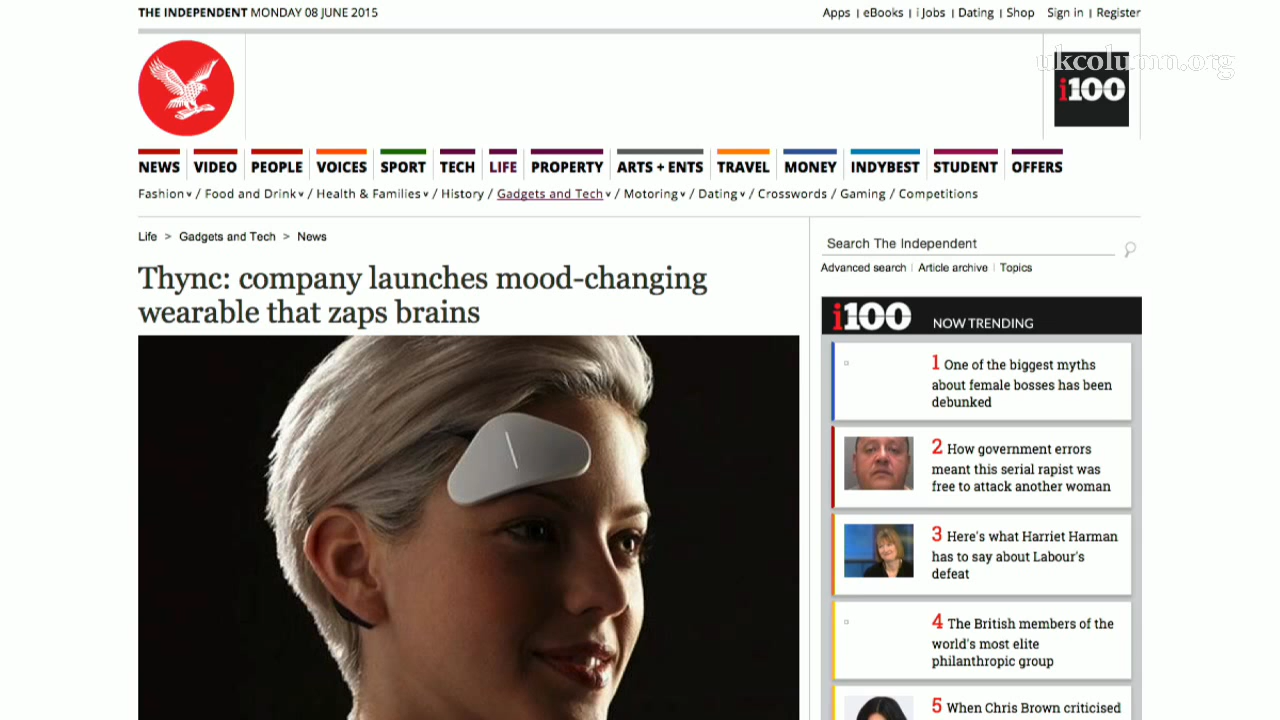 THE INDEPENDENT MONDAY 08 JUNE 2015
Apps | eBooks | i Jobs | Dating | Shop Sign in | Register
ukcolumn.org
i100
NEWS VIDEO PEOPLE VOICES SPORT TECH LIFE PROPERTY ARTS + ENTS TRAVEL MONEY INDYBEST STUDENT OFFERS
Fashion / Food and Drink / Health & Families / History / Gadgets and Tech / Motoring / Dating / Crosswords / Gaming / Competitions
Life > Gadgets and Tech > News
Thync: company launches mood-changing
wearable that zaps brains
Search The Independent
Advanced search | Article archive | Topics
i100 NOW TRENDING
1 One of the biggest myths
about female bosses has been
debunked
2 How government errors
meant this serial rapist was
free to attack another woman
3 Here's what Harriet Harman
has to say about Labour's
defeat
4 The British members of the
world's most elite
philanthropic group
5 When Chris Brown criticised